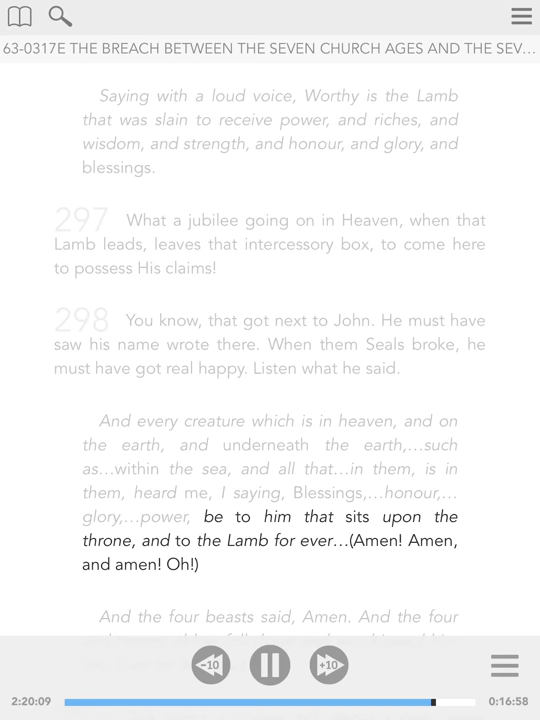 63-0317E THE BREACH BETWEEN THE SEVEN CHURCH AGES AND THE SEV...
Saying with a loud voice, Worthy is the Lamb
that was slain to receive power, and riches, and
wisdom, and strength, and honour, and glory, and
blessings.
297 What a jubilee going on in Heaven, when that
Lamb leads, leaves that intercessory box, to come here
to possess His claims!
298 You know, that got next to John. He must have
saw his name wrote there. When them Seals broke, he
must have got real happy. Listen what he said.
And every creature which is in heaven, and on
the earth, and underneath the earth,...such
as...within the sea, and all that...in them, is in
them, heard me, I saying, Blessings,...honour,...
glory,...power, be to him that sits upon the
throne, and to the Lamb for ever...(Amen! Amen,
and amen! Oh!)
And the four beasts said, Amen. And the four
-10
+10
2:20:09
0:16:58